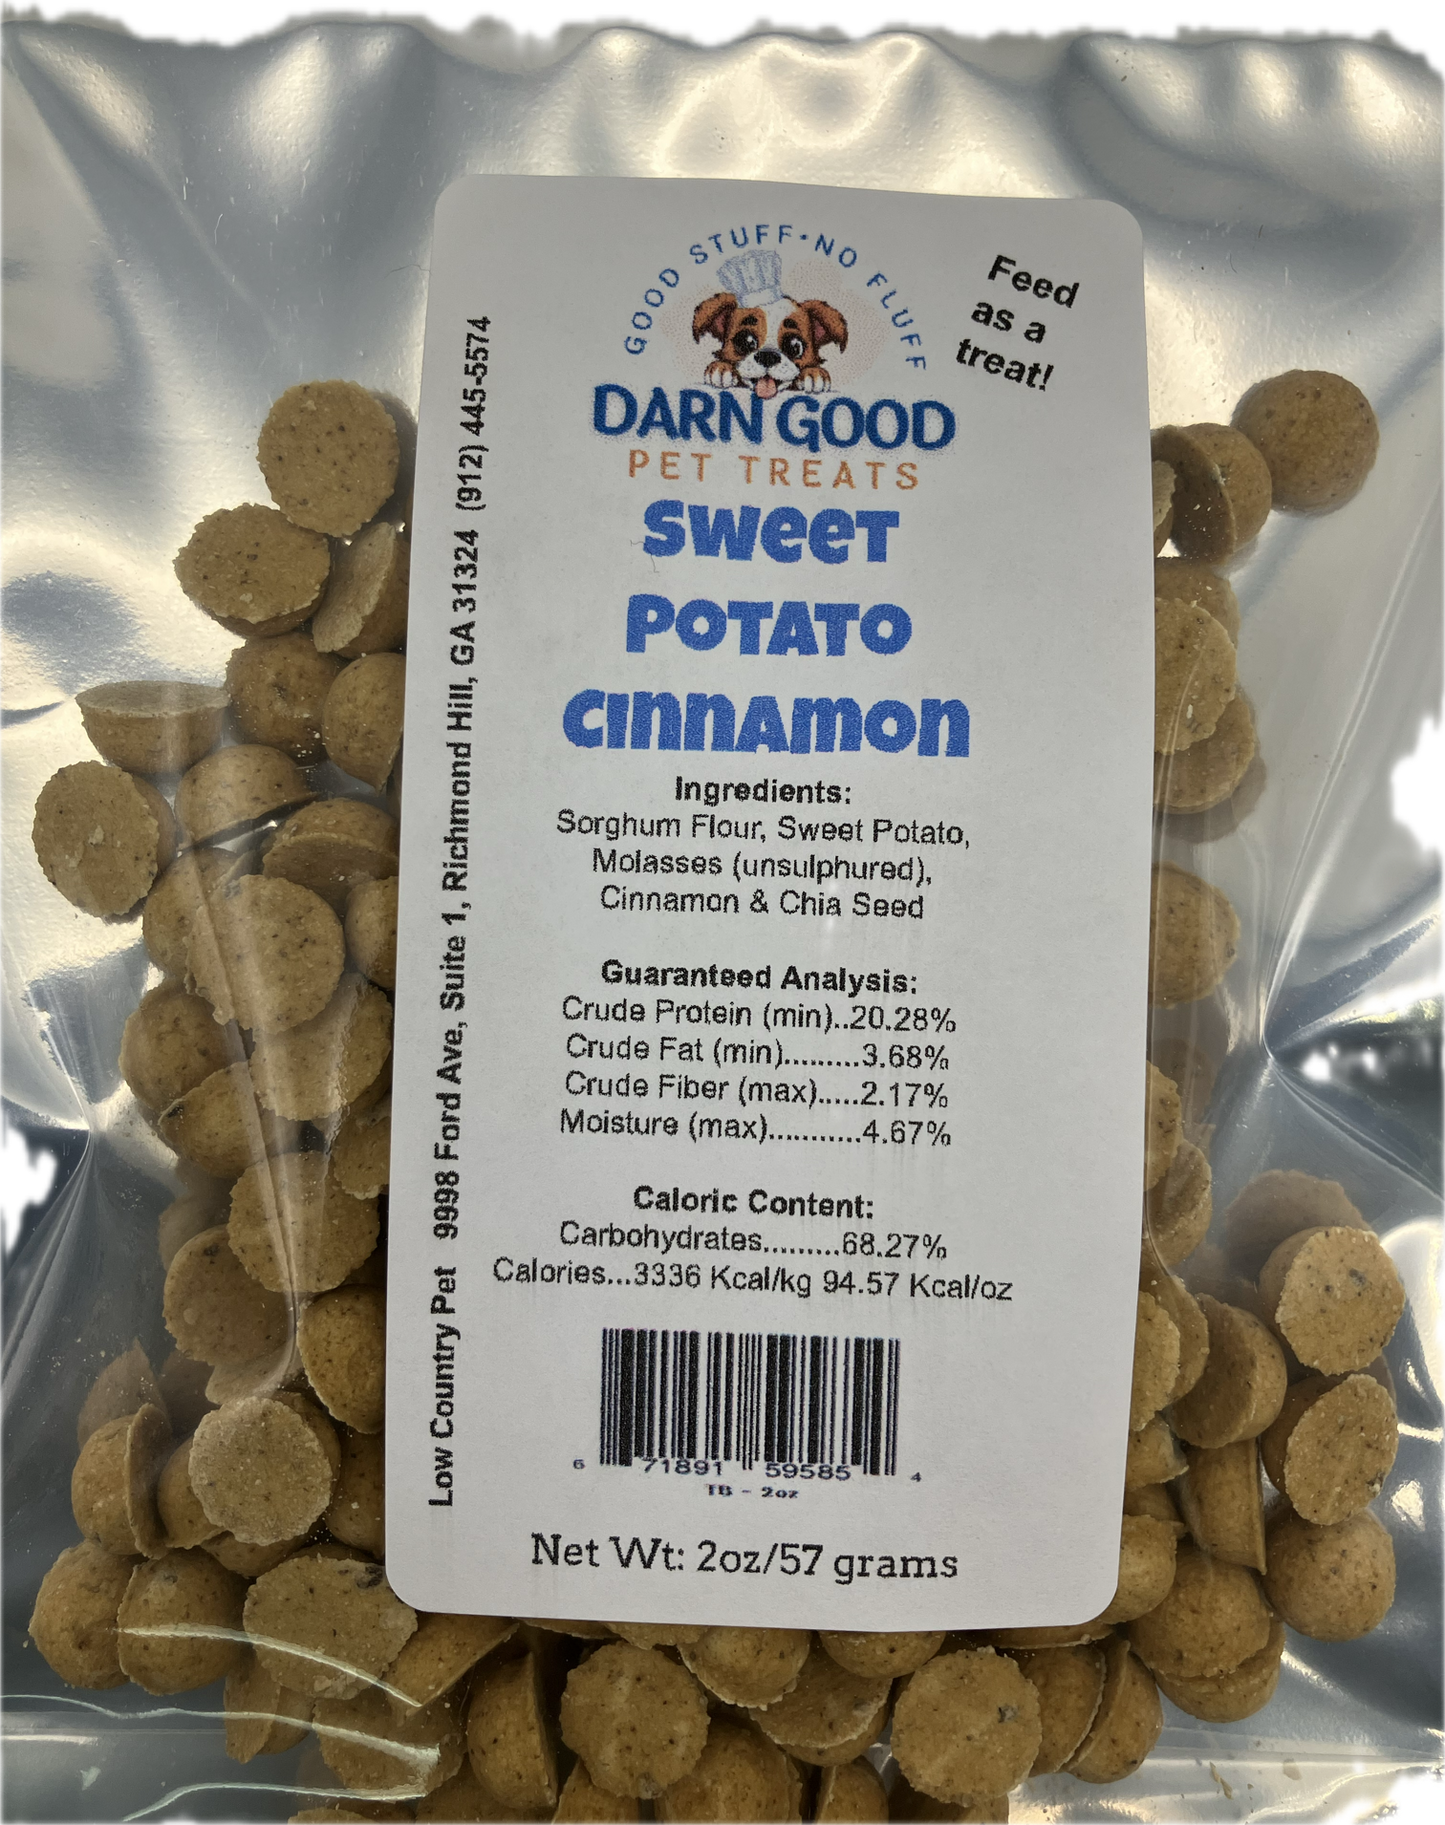 GOOD STUFF•NO FLUFF
DARN GOOD
PET TREATS
Feed
as a
treat!
Sweet
Potato
Cinnamon
Ingredients:
Sorghum Flour, Sweet Potato,
Molasses (unsulphured),
Cinnamon & Chia Seed
Guaranteed Analysis:
Crude Protein (min)..20.28%
Crude Fat (min).........3.68%
Crude Fiber (max).....2.17%
Moisture (max)...........4.67%
Caloric Content:
Carbohydrates.........68.27%
Calories...3336 Kcal/kg 94.57 Kcal/oz
6 71891 59585 4
TB - 2oz
Net Wt: 2oz/57 grams
Low Country Pet 9998 Ford Ave, Suite 1, Richmond Hill, GA 31324 (912) 445-5574